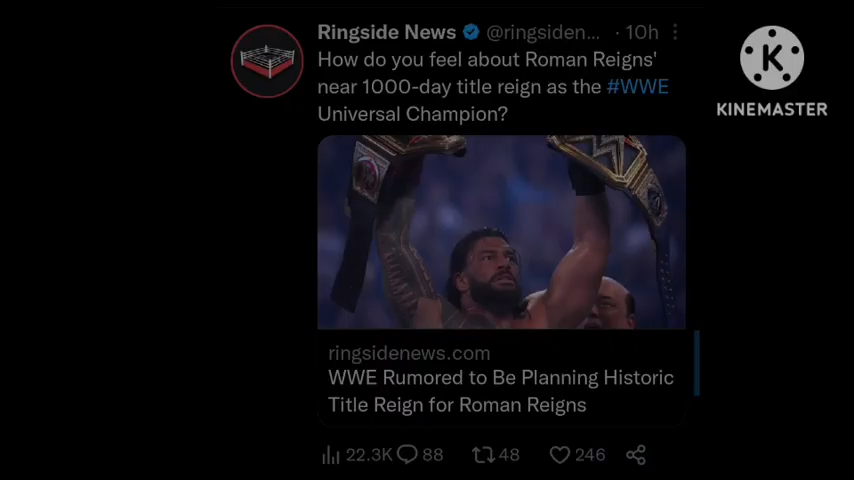 Ringside News @ringsiden... · 10h
How do you feel about Roman Reigns'
near 1000-day title reign as the #WWE
Universal Champion?
ringsidenews.com
WWE Rumored to Be Planning Historic
Title Reign for Roman Reigns
22.3K 88 48 246
K
KINEMASTER